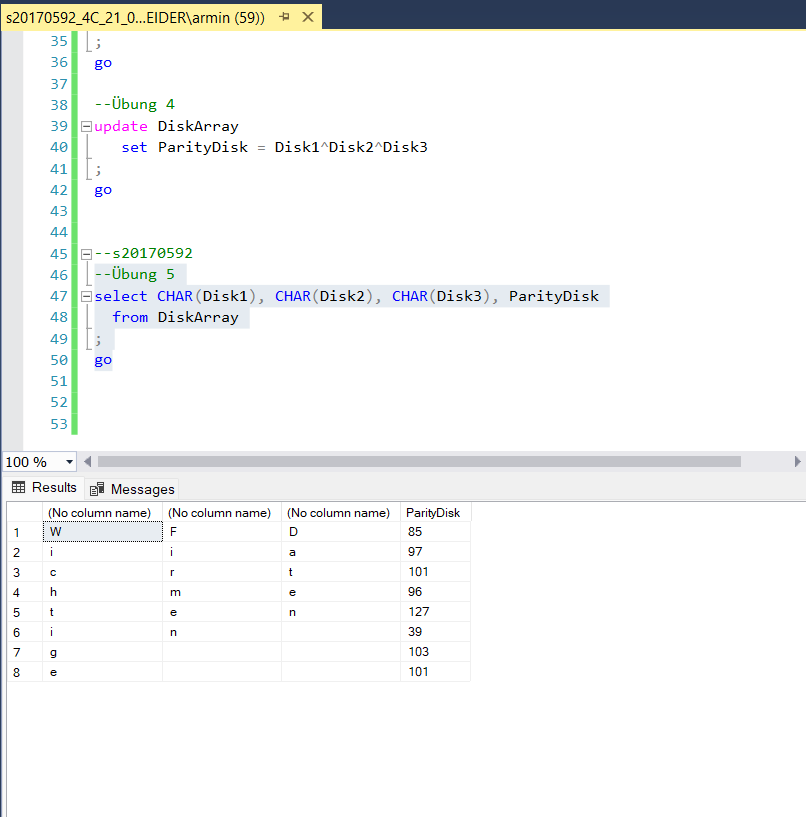 s20170592_4C_21_0...EIDER\armin (59))
35 ;
36 go
37
38 --Übung 4
39 update DiskArray
40 set ParityDisk = Disk1^Disk2^Disk3
41 ;
42 go
43
44
45 --s20170592
46 --Übung 5
47 select CHAR(Disk1), CHAR(Disk2), CHAR(Disk3), ParityDisk
48 from DiskArray
49 ;
50 go
51
52
53
100 %
Results Messages
(No column name) (No column name) (No column name) ParityDisk
1 W F D 85
2 i i a 97
3 c r t 101
4 h m e 96
5 t e n 127
6 i n 39
7 g 103
8 e 101